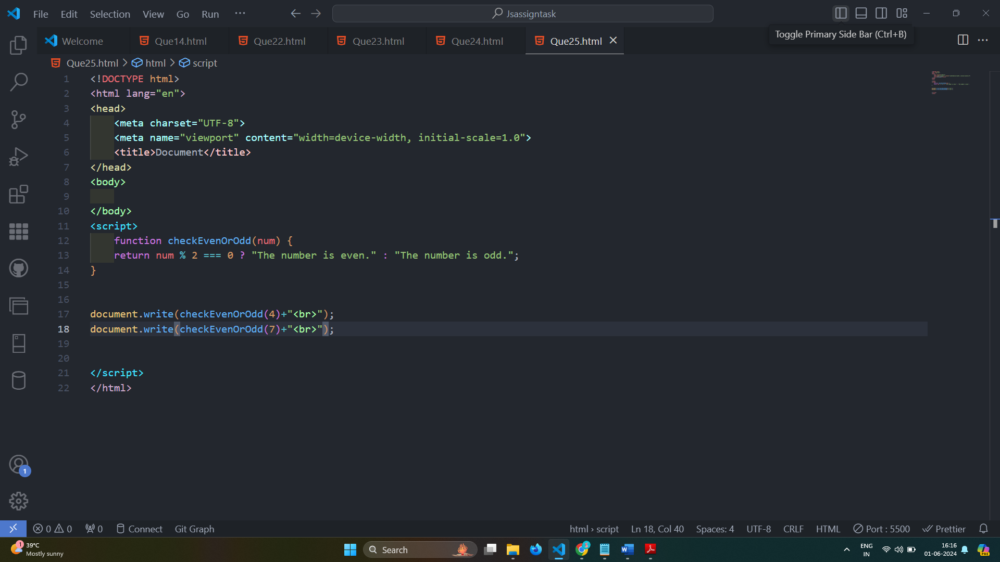 File Edit Selection View Go Run ··· Jsassigntask
Toggle Primary Side Bar (Ctrl+B)
Welcome Que14.html Que22.html Que23.html Que24.html Que25.html
Que25.html > html > script
1 <!DOCTYPE html>
2 <html lang="en">
3 <head>
4 <meta charset="UTF-8">
5 <meta name="viewport" content="width=device-width, initial-scale=1.0">
6 <title>Document</title>
7 </head>
8 <body>
9
10 </body>
11 <script>
12 function checkEvenOrOdd(num) {
13 return num % 2 === 0 ? "The number is even." : "The number is odd.";
14 }
15
16
17 document.write(checkEvenOrOdd(4)+"<br>");
18 document.write(checkEvenOrOdd(7)+"<br>");
19
20
21 </script>
22 </html>
1
0 0 0 Connect Git Graph html › script Ln 18, Col 40 Spaces: 4 UTF-8 CRLF HTML Port : 5500 Prettier
1 39°C
Mostly sunny
Search
ENG
IN
16:16
01-06-2024
PRE